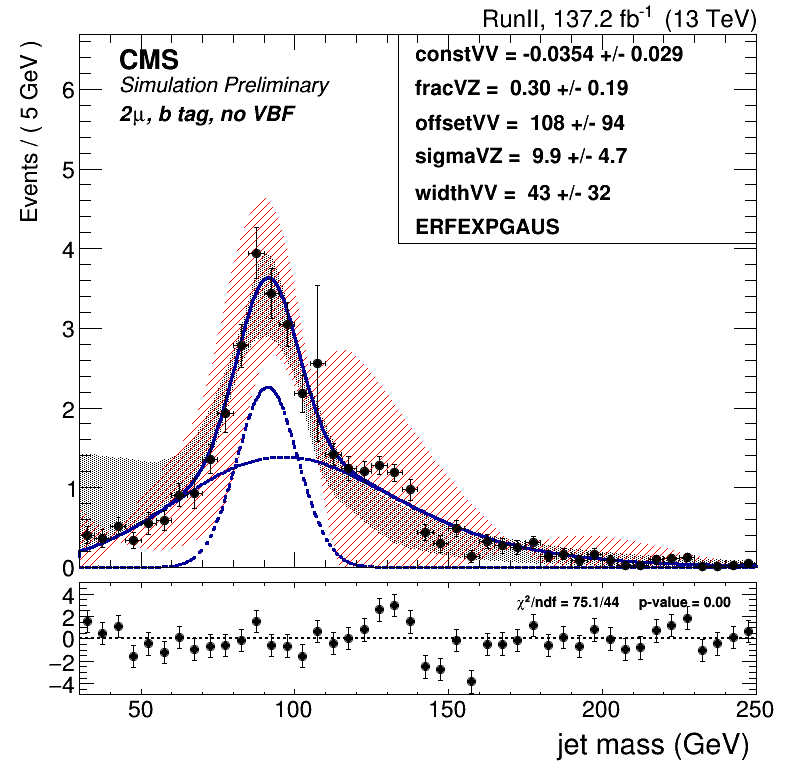 RunII, 137.2 fb⁻¹ (13 TeV)
CMS
Simulation Preliminary
2μ, b tag, no VBF
constVV = -0.0354 +/- 0.029
fracVZ = 0.30 +/- 0.19
offsetVV = 108 +/- 94
sigmaVZ = 9.9 +/- 4.7
widthVV = 43 +/- 32
ERFEXPGAUS
Events / ( 5 GeV )
6
5
4
3
2
1
0
χ²/ndf = 75.1/44 p-value = 0.00
4
2
0
−2
−4
50 100 150 200 250
jet mass (GeV)